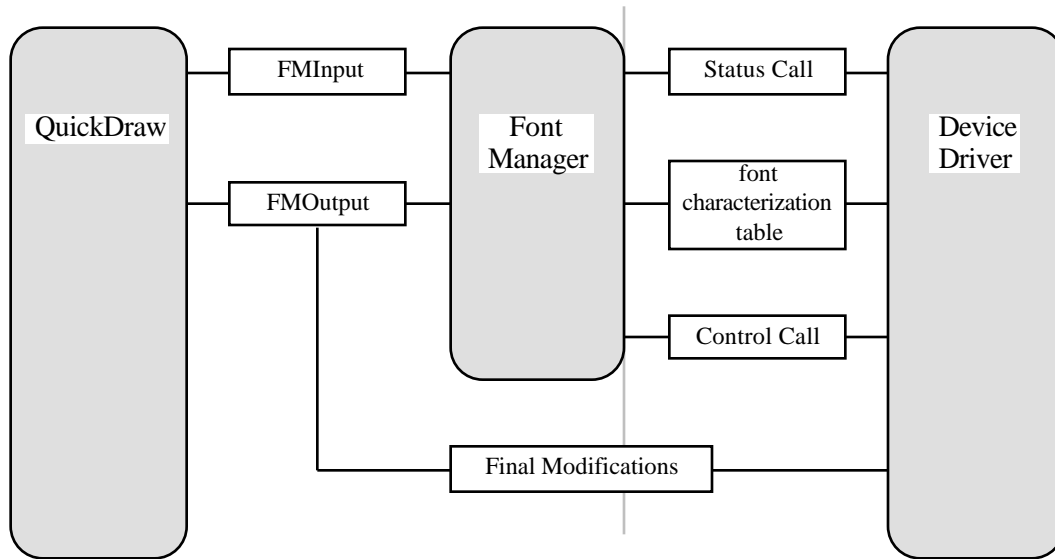 FMInput
Status Call
QuickDraw
Font
Manager
Device
Driver
FMOutput
font
characterization
table
Control Call
Final Modifications